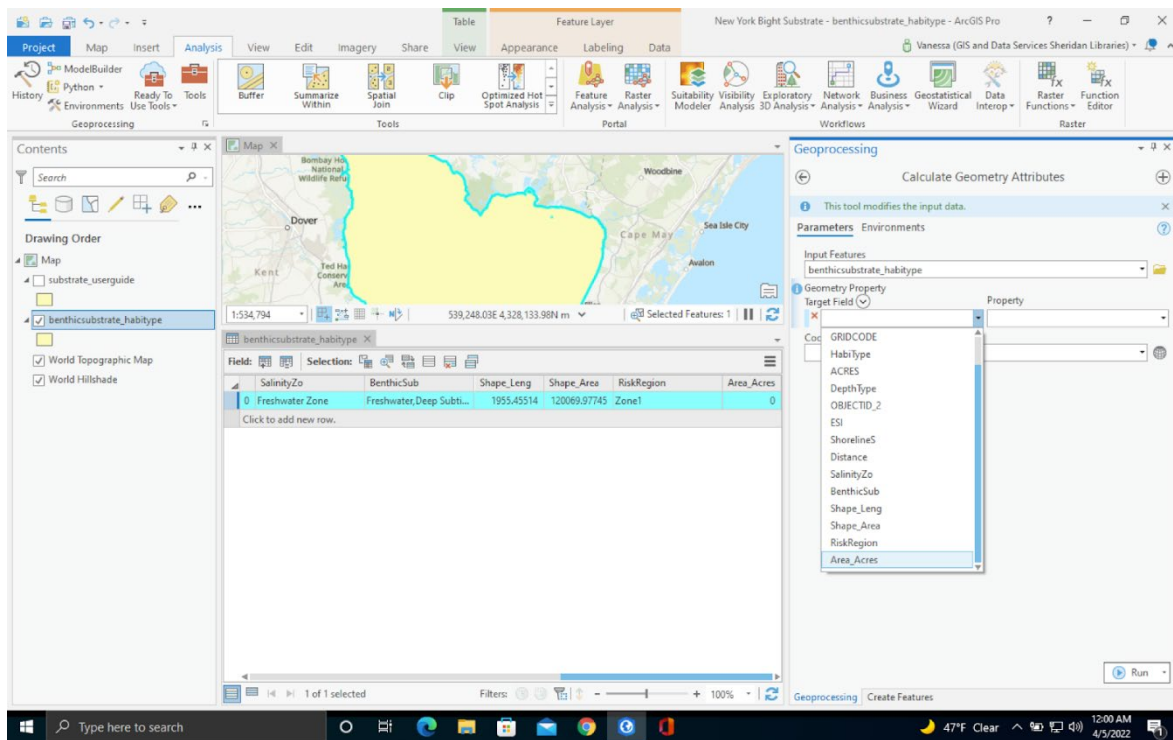 Table Feature Layer New York Bight Substrate - benthicsubstrate_habitype - ArcGIS Pro ?
Project Map Insert Analysis View Edit Imagery Share View Appearance Labeling Data Vanessa (GIS and Data Services Sheridan Libraries)
History ModelBuilder Python Environments Ready To Use Tools Tools Buffer Summarize Within Spatial Join Clip Optimized Hot Spot Analysis Feature Analysis Raster Analysis Suitability Modeler Visibility Analysis Exploratory 3D Analysis Network Analysis Business Analysis Geostatistical Wizard Data Interop Raster Functions Function Editor
Geoprocessing Tools Portal Workflows Raster
Contents
Search
Drawing Order
Map
substrate_userguide
benthicsubstrate_habitype
World Topographic Map
World Hillshade
Map
Bombay Ho
National
Wildlife Refu
Woodbine
Dover
Cape May
Sea Isle City
Kent
Ted Ha
Conserv
Area
Avalon
1:534,794 539,248.03E 4,328,133.98N m Selected Features: 1
benthicsubstrate_habitype
Field: Selection:
SalinityZo BenthicSub Shape_Leng Shape_Area RiskRegion Area_Acres
0 Freshwater Zone Freshwater,Deep Subti... 1955.45514 120069.97745 Zone1 0
Click to add new row.
1 of 1 selected Filters: 100%
Geoprocessing
Calculate Geometry Attributes
This tool modifies the input data.
Parameters Environments
Input Features
benthicsubstrate_habitype
Geometry Property
Target Field Property
Coo
GRIDCODE
HabiType
ACRES
DepthType
OBJECTID_2
ESI
ShorelineS
Distance
SalinityZo
BenthicSub
Shape_Leng
Shape_Area
RiskRegion
Area_Acres
Run
Geoprocessing Create Features
Type here to search 47°F Clear 12:00 AM
4/5/2022